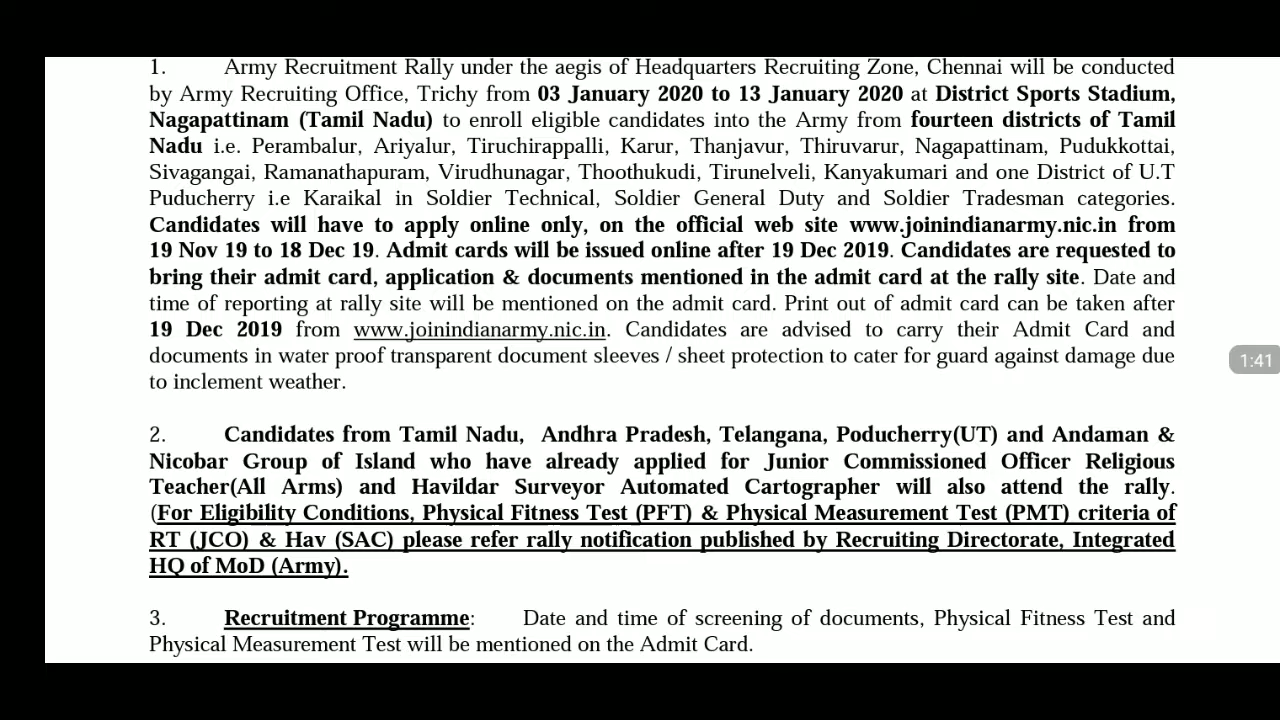 1. Army Recruitment Rally under the aegis of Headquarters Recruiting Zone, Chennai will be conducted
by Army Recruiting Office, Trichy from 03 January 2020 to 13 January 2020 at District Sports Stadium,
Nagapattinam (Tamil Nadu) to enroll eligible candidates into the Army from fourteen districts of Tamil
Nadu i.e. Perambalur, Ariyalur, Tiruchirappalli, Karur, Thanjavur, Thiruvarur, Nagapattinam, Pudukkottai,
Sivagangai, Ramanathapuram, Virudhunagar, Thoothukudi, Tirunelveli, Kanyakumari and one District of U.T
Puducherry i.e Karaikal in Soldier Technical, Soldier General Duty and Soldier Tradesman categories.
Candidates will have to apply online only, on the official web site www.joinindianarmy.nic.in from
19 Nov 19 to 18 Dec 19. Admit cards will be issued online after 19 Dec 2019. Candidates are requested to
bring their admit card, application & documents mentioned in the admit card at the rally site. Date and
time of reporting at rally site will be mentioned on the admit card. Print out of admit card can be taken after
19 Dec 2019 from www.joinindianarmy.nic.in. Candidates are advised to carry their Admit Card and
documents in water proof transparent document sleeves / sheet protection to cater for guard against damage due
to inclement weather.
1:41
2. Candidates from Tamil Nadu, Andhra Pradesh, Telangana, Poducherry(UT) and Andaman &
Nicobar Group of Island who have already applied for Junior Commissioned Officer Religious
Teacher(All Arms) and Havildar Surveyor Automated Cartographer will also attend the rally.
(For Eligibility Conditions, Physical Fitness Test (PFT) & Physical Measurement Test (PMT) criteria of
RT (JCO) & Hav (SAC) please refer rally notification published by Recruiting Directorate, Integrated
HQ of MoD (Army).
3. Recruitment Programme: Date and time of screening of documents, Physical Fitness Test and
Physical Measurement Test will be mentioned on the Admit Card.